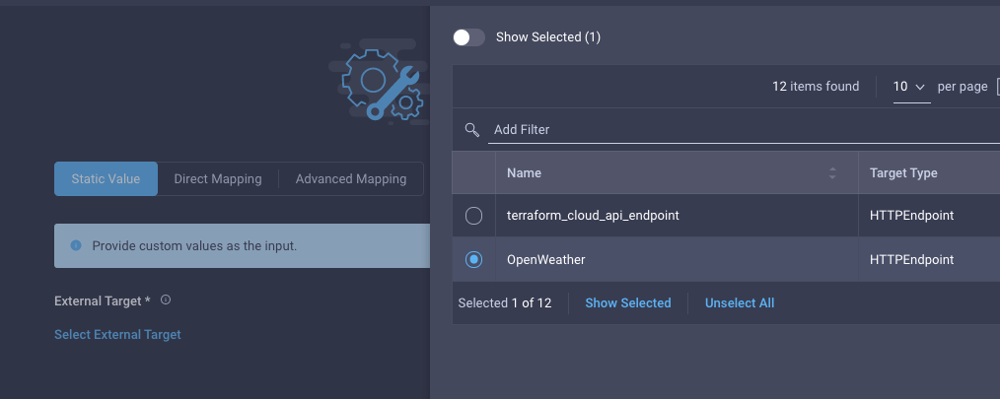 Show Selected (1)
12 items found 10 per page
Add Filter
Name Target Type
terraform_cloud_api_endpoint HTTPEndpoint
OpenWeather HTTPEndpoint
Selected 1 of 12 Show Selected Unselect All
Static Value Direct Mapping Advanced Mapping
Provide custom values as the input.
External Target *
Select External Target